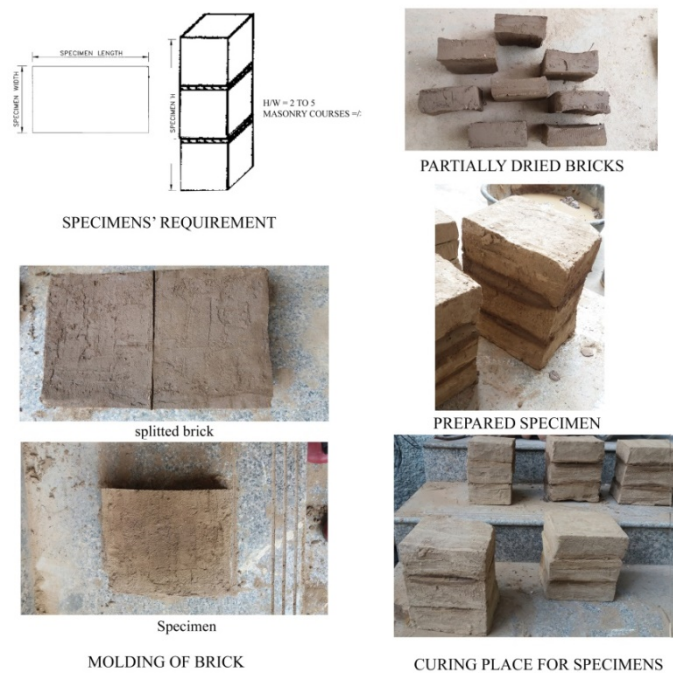 SPECIMEN LENGTH
SPECIMEN WIDTH
SPECIMEN H
H/W = 2 TO 5
MASONRY COURSES =/:
SPECIMENS' REQUIREMENT
splitted brick
Specimen
MOLDING OF BRICK
PARTIALLY DRIED BRICKS
PREPARED SPECIMEN
CURING PLACE FOR SPECIMENS